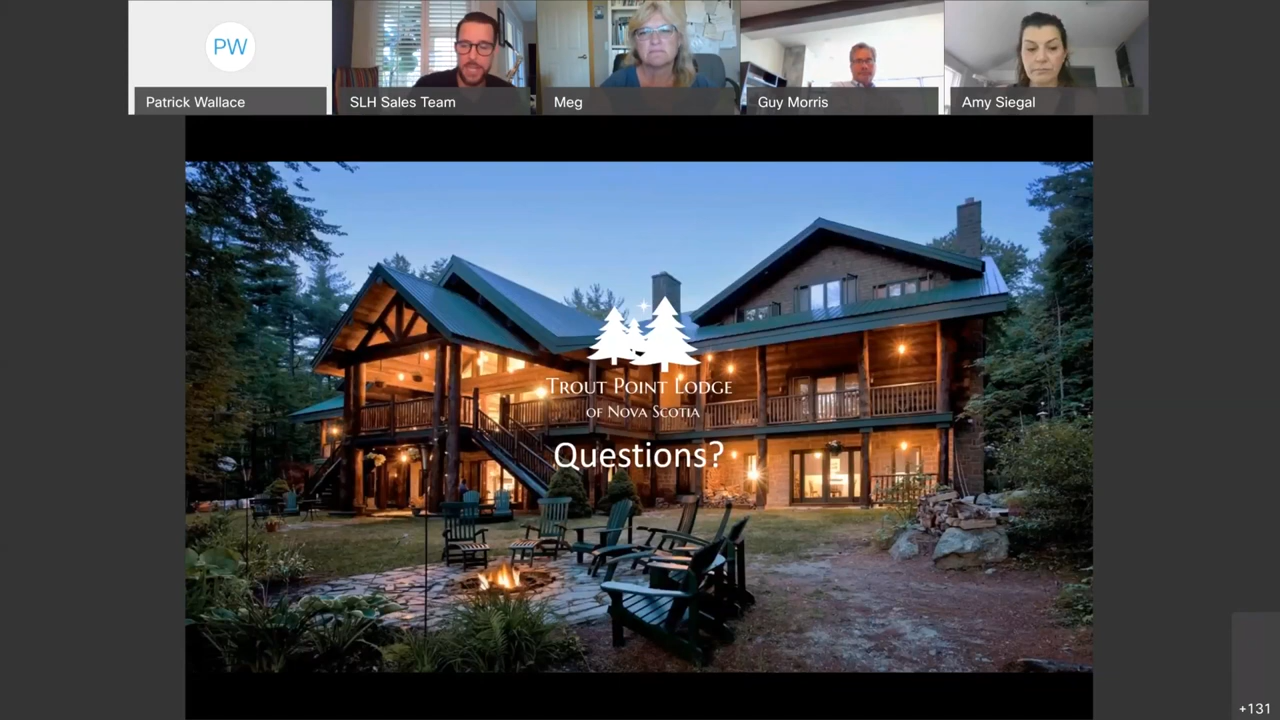 PW
Patrick Wallace
SLH Sales Team
Meg
Guy Morris
Amy Siegal
TROUT POINT LODGE
OF NOVA SCOTIA
Questions?
+131